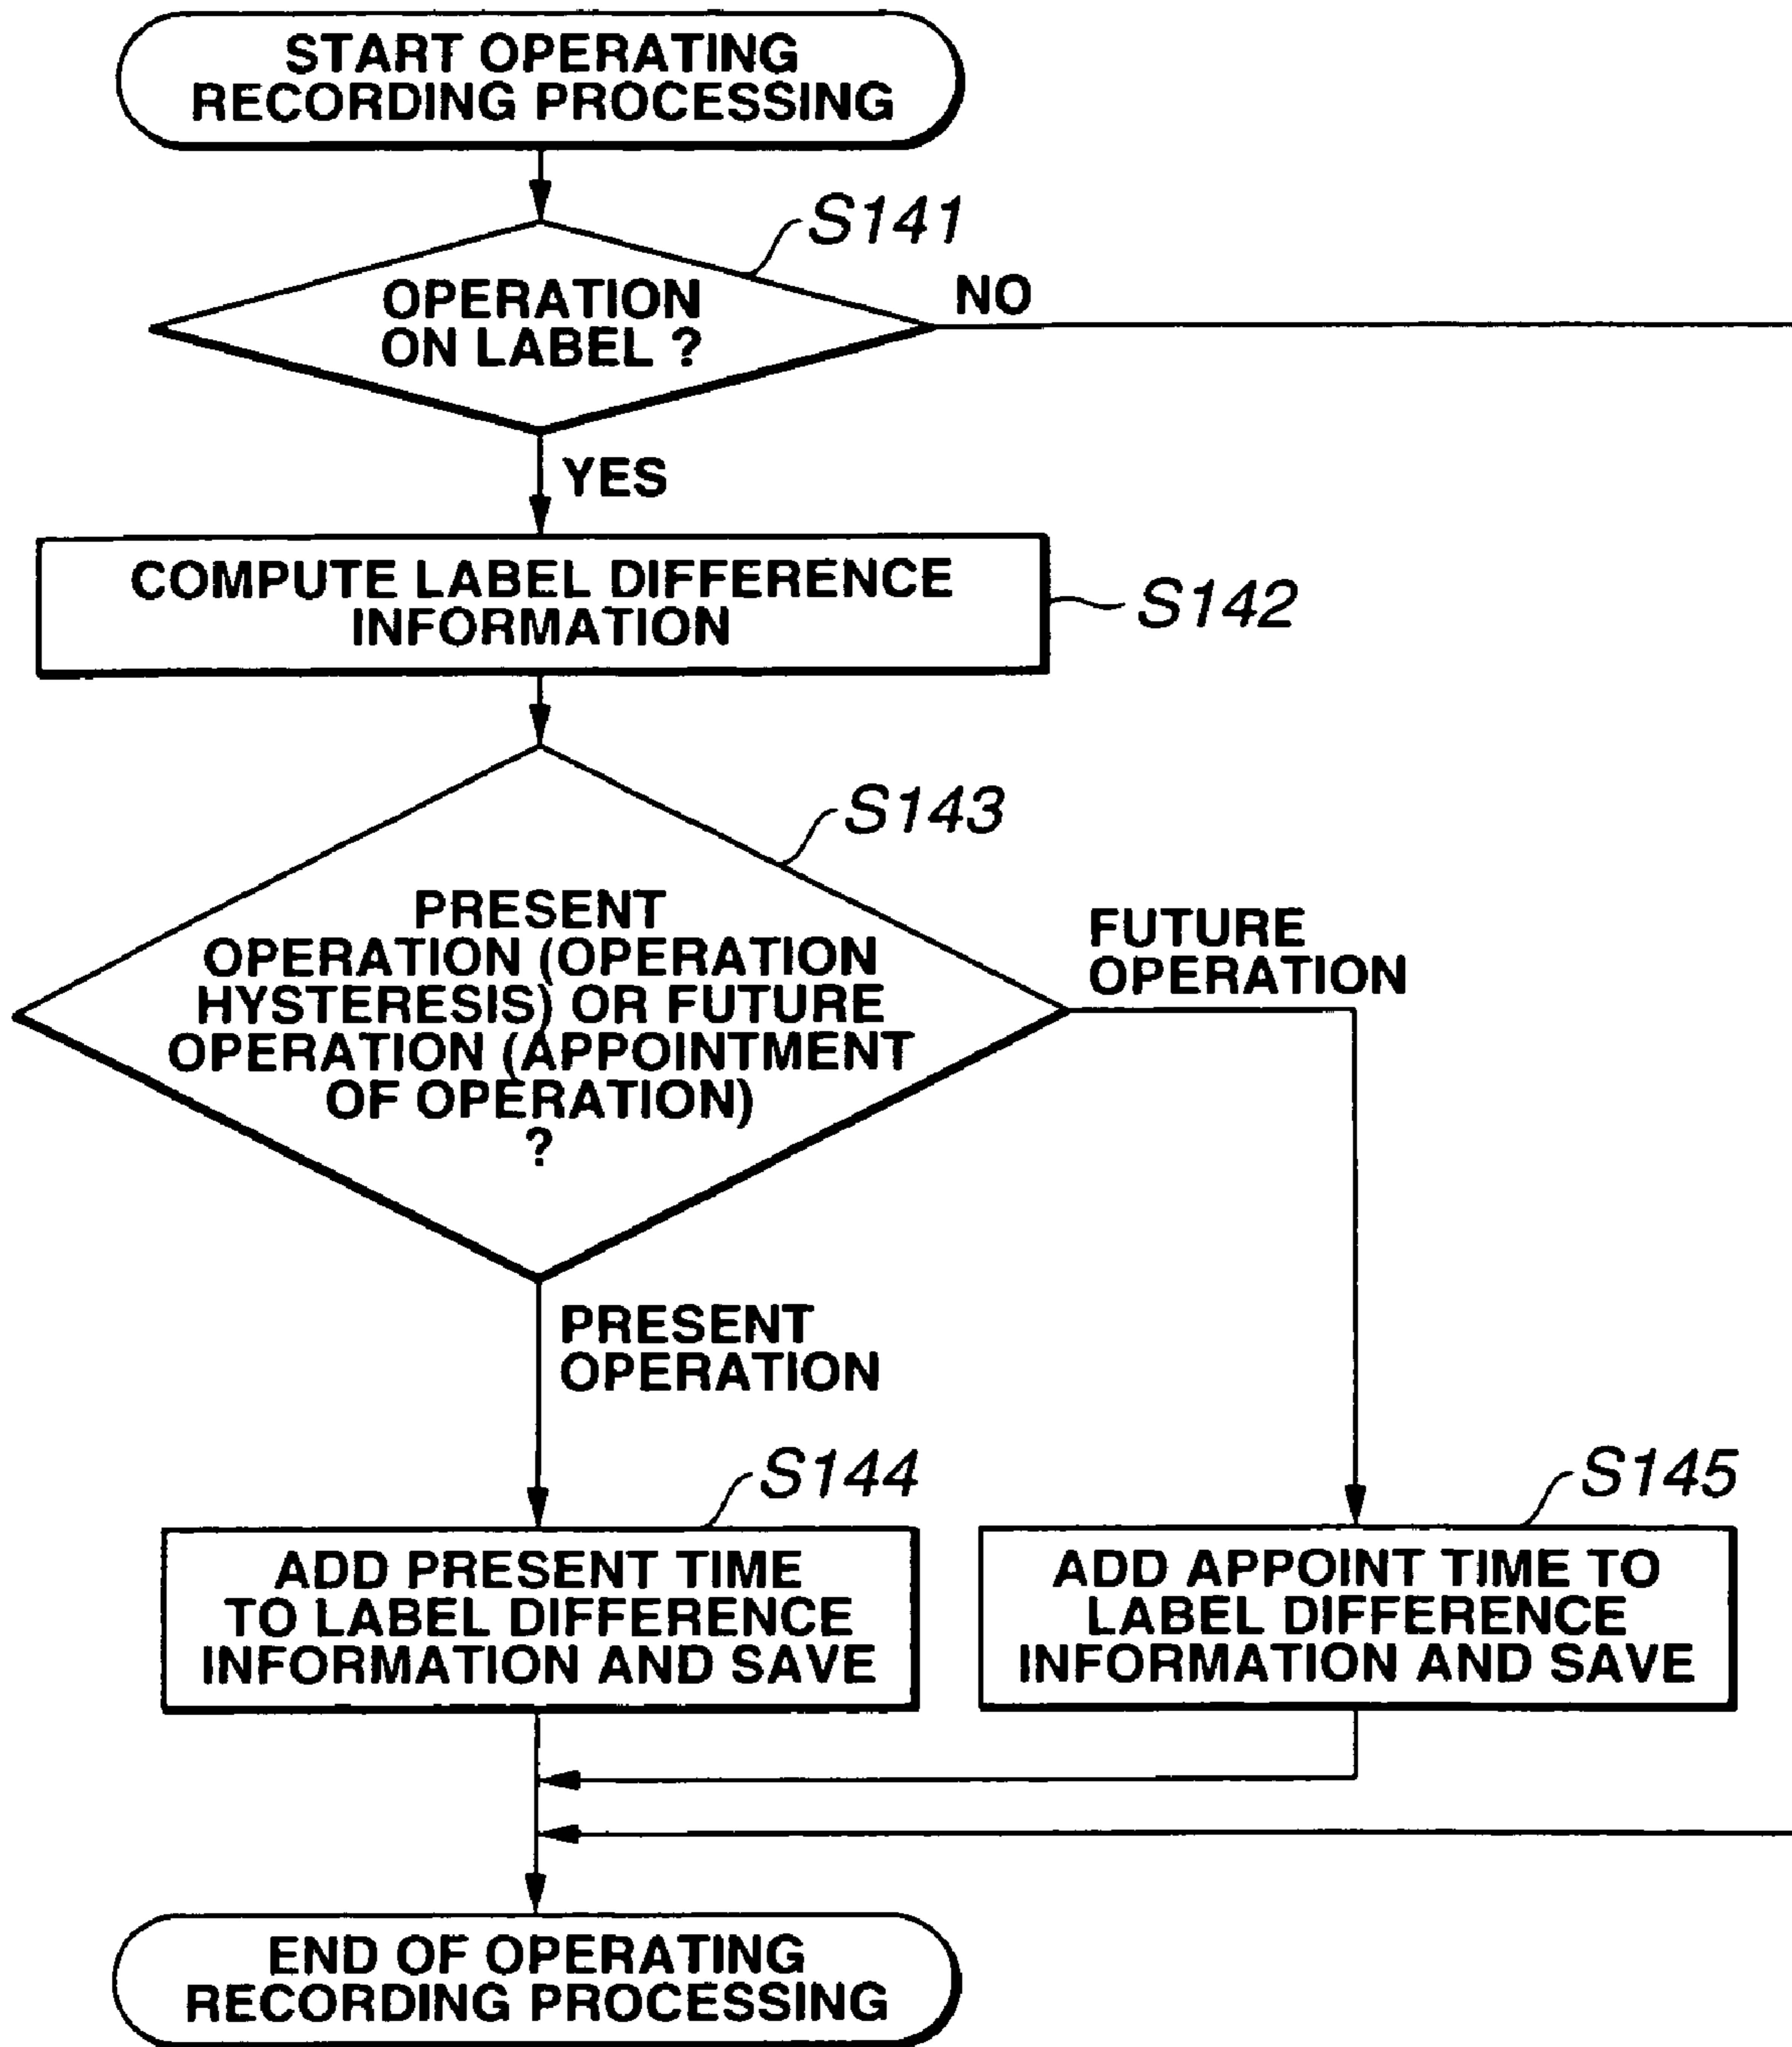 START OPERATING
RECORDING PROCESSING
S141
OPERATION
ON LABEL ?
NO
YES
COMPUTE LABEL DIFFERENCE
INFORMATION
S142
S143
PRESENT
OPERATION (OPERATION
HYSTERESIS) OR FUTURE
OPERATION (APPOINTMENT
OF OPERATION)
?
FUTURE
OPERATION
PRESENT
OPERATION
S144
ADD PRESENT TIME
TO LABEL DIFFERENCE
INFORMATION AND SAVE
S145
ADD APPOINT TIME TO
LABEL DIFFERENCE
INFORMATION AND SAVE
END OF OPERATING
RECORDING PROCESSING